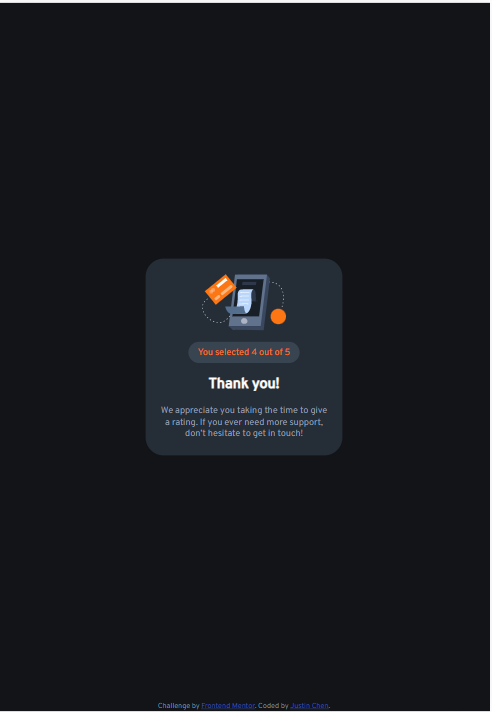 You selected 4 out of 5
Thank you!
We appreciate you taking the time to give
a rating. If you ever need more support,
don't hesitate to get in touch!
Challenge by Frontend Mentor. Coded by Justin Chen.